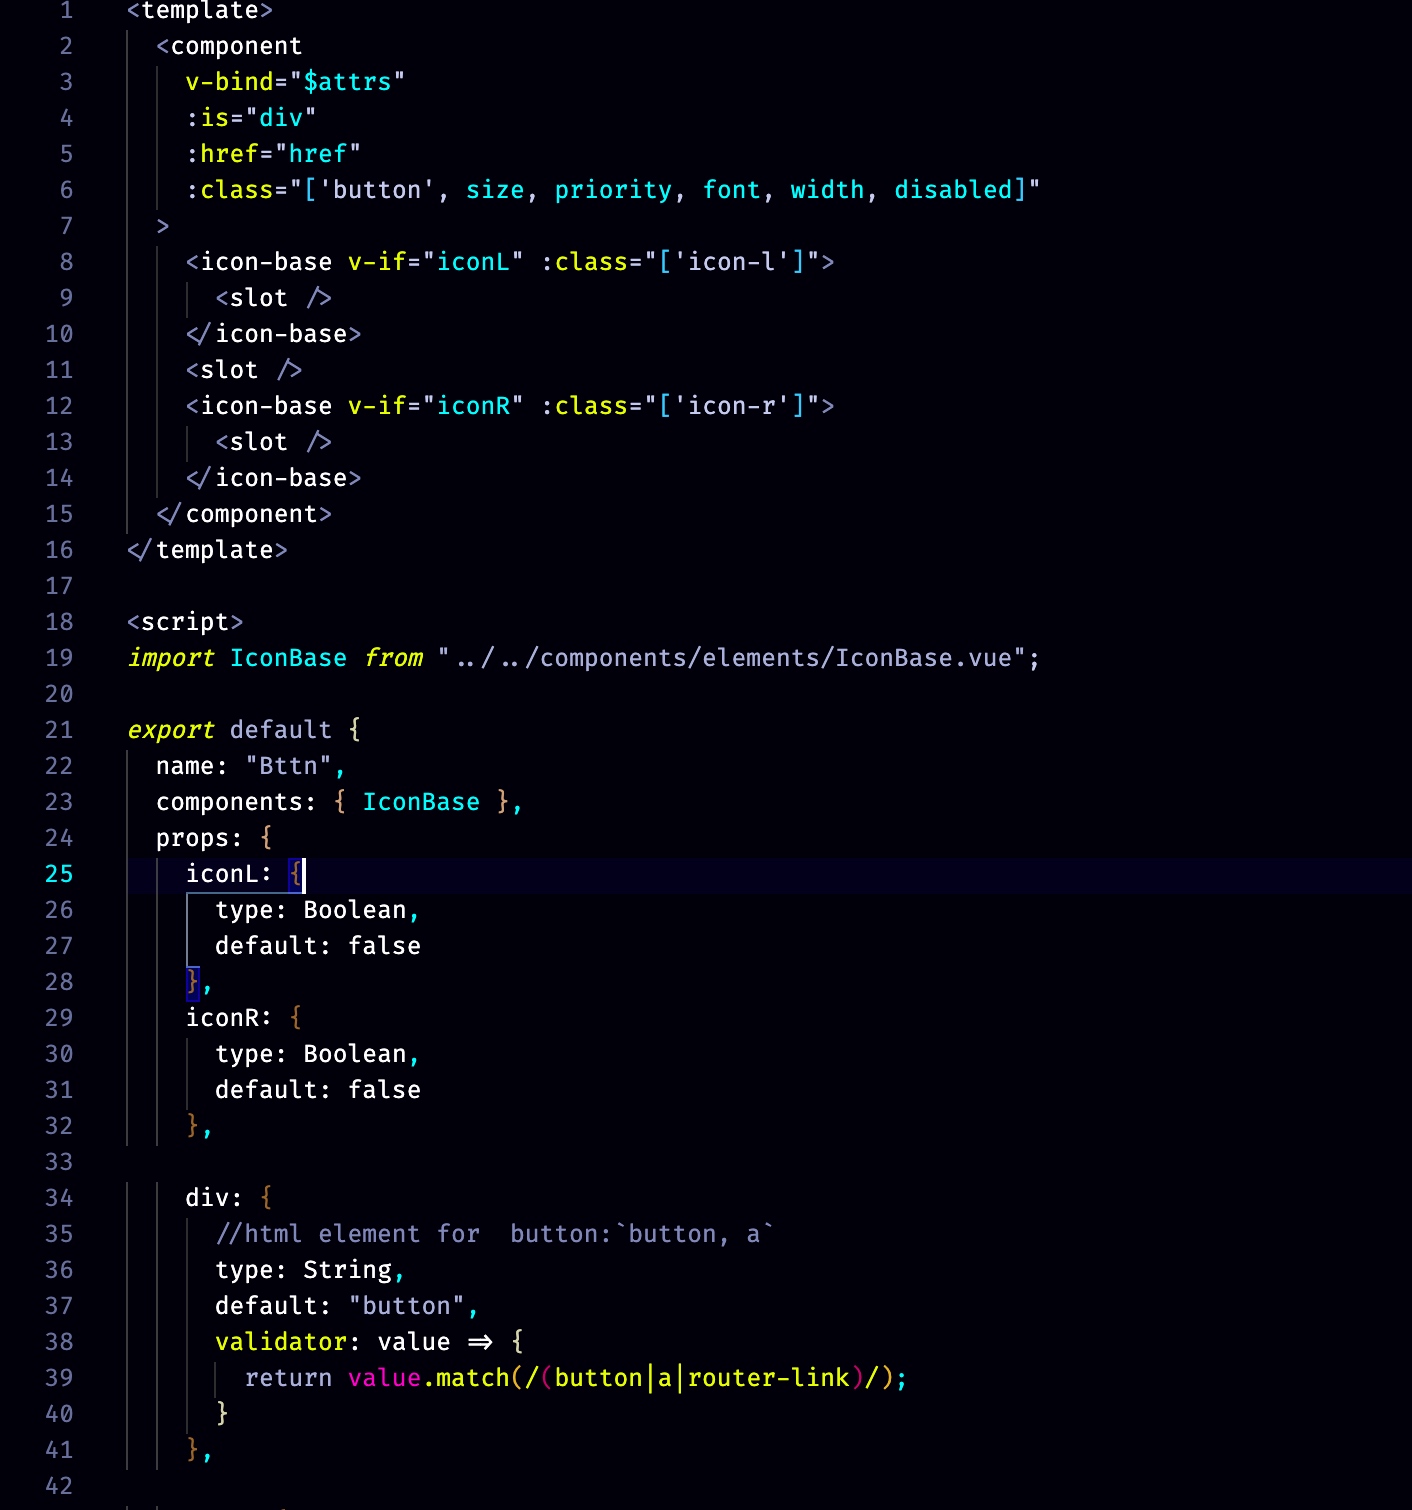 1 <template>
2 <component
3 v-bind="$attrs"
4 :is="div"
5 :href="href"
6 :class="['button', size, priority, font, width, disabled]"
7 >
8 <icon-base v-if="iconL" :class="['icon-l']">
9 <slot />
10 </icon-base>
11 <slot />
12 <icon-base v-if="iconR" :class="['icon-r']">
13 <slot />
14 </icon-base>
15 </component>
16 </template>
17
18 <script>
19 import IconBase from "../../components/elements/IconBase.vue";
20
21 export default {
22 name: "Bttn",
23 components: { IconBase },
24 props: {
25 iconL: {
26 type: Boolean,
27 default: false
28 },
29 iconR: {
30 type: Boolean,
31 default: false
32 },
33
34 div: {
35 //html element for  button:`button, a`
36 type: String,
37 default: "button",
38 validator: value => {
39 return value.match(/(button|a|router-link)/);
40 }
41 },
42